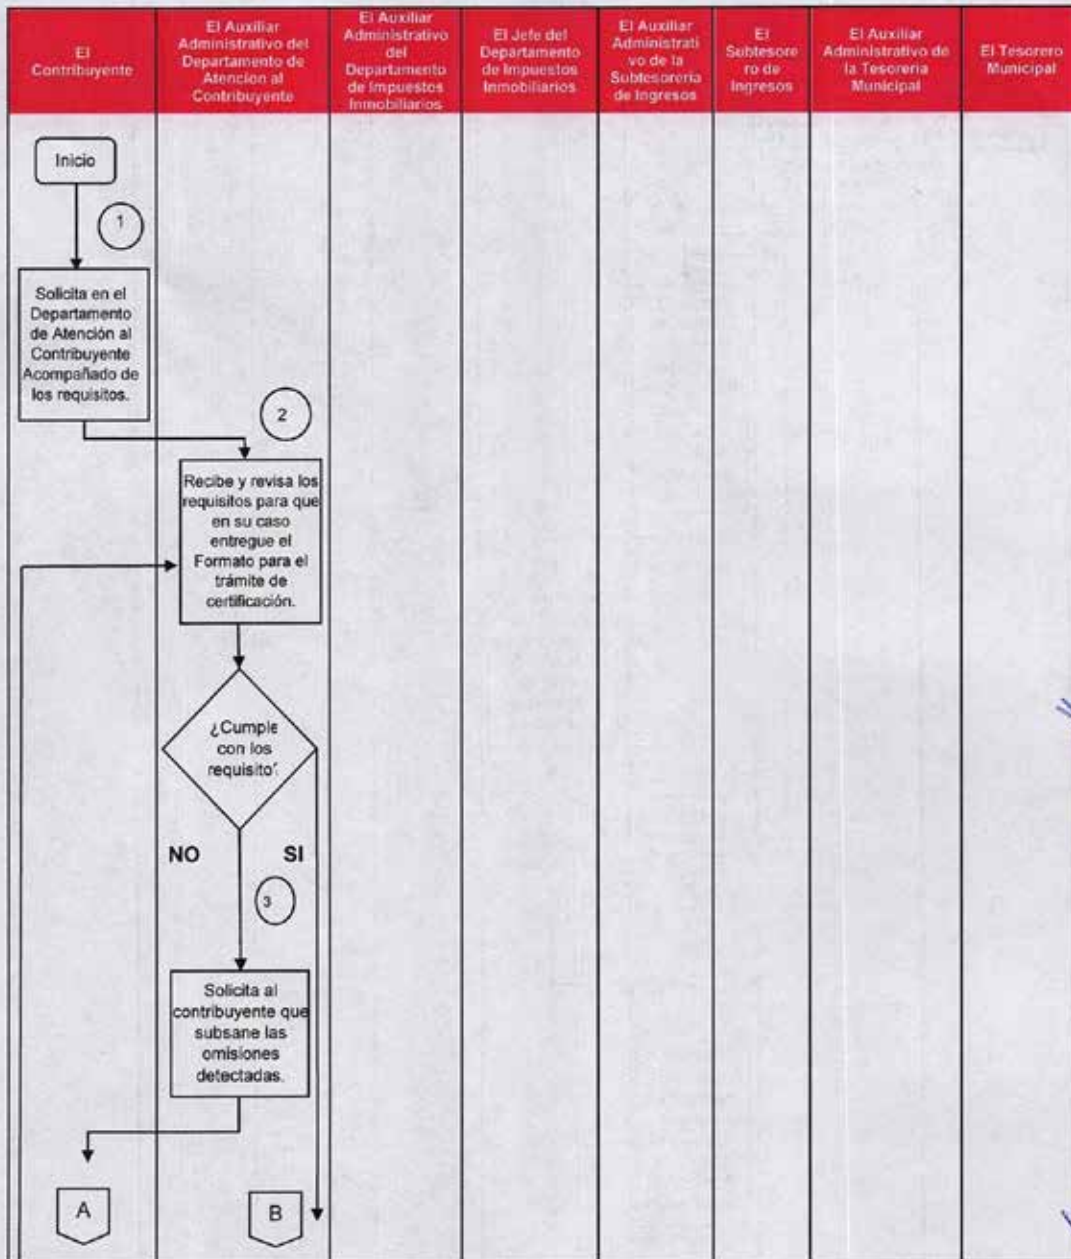 El
Contribuyente
El Auxiliar
Administrativo del
Departamento de
Atención al
Contribuyente
El Auxiliar
Administrativo
del
Departamento
de Impuestos
Inmobiliarios
El Jefe del
Departamento
de Impuestos
Inmobiliarios
El Auxiliar
Administrati
vo de la
Subtesorería
de Ingresos
El
Subtesore
ro de
Ingresos
El Auxiliar
Administrativo de
la Tesorería
Municipal
El Tesorero
Municipal
Inicio
1
Solicita en el
Departamento
de Atención al
Contribuyente
Acompañado de
los requisitos.
2
Recibe y revisa los
requisitos para que
en su caso
entregue el
Formato para el
trámite de
certificación.
¿Cumple
con los
requisito?
NO SI
3
Solicita al
contribuyente que
subsane las
omisiones
detectadas.
A
B